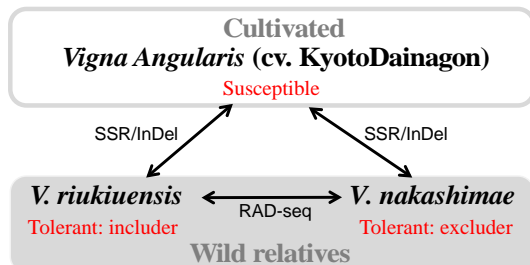 Cultivated
Vigna Angularis (cv. KyotoDainagon)
Susceptible
SSR/InDel SSR/InDel
V. riukiuensis V. nakashimae
RAD-seq
Tolerant: includer Tolerant: excluder
Wild relatives